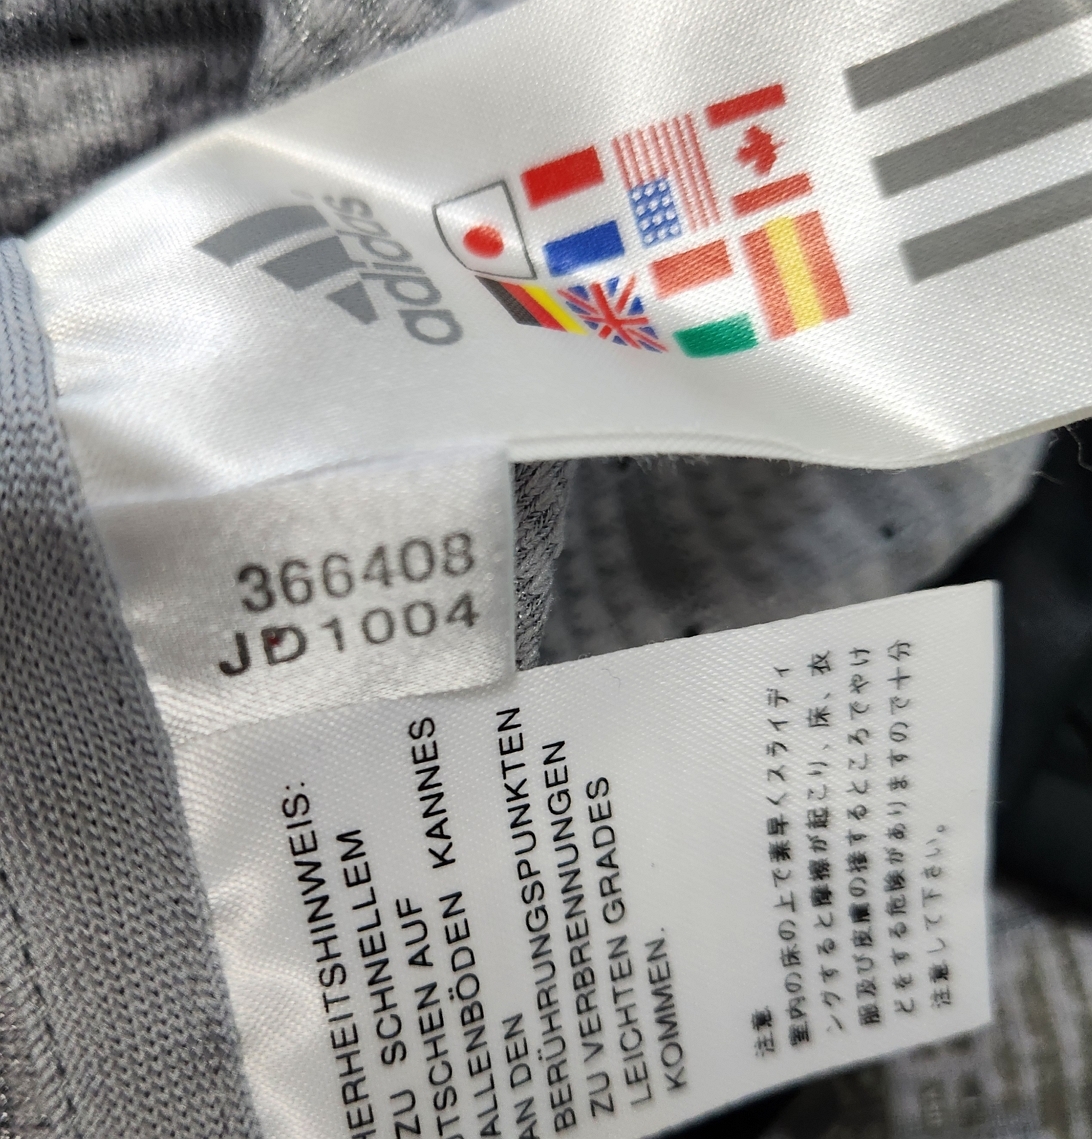 adidas
366408
JD1004
HERHEITSHINWEIS:
ZU SCHNELLEM
TSCHEN AUF
ALLENBÖDEN KANNES
AN DEN
BERÜHRUNGSPUNKTEN
ZU VERBRENNUNGEN
LEICHTEN GRADES
KOMMEN.
注意
室内の床の上で素早くスライディ
ングすると摩擦が起こり、床、衣
服及び皮膚の接するところでやけ
どをする危険がありますので十分
注意して下さい。